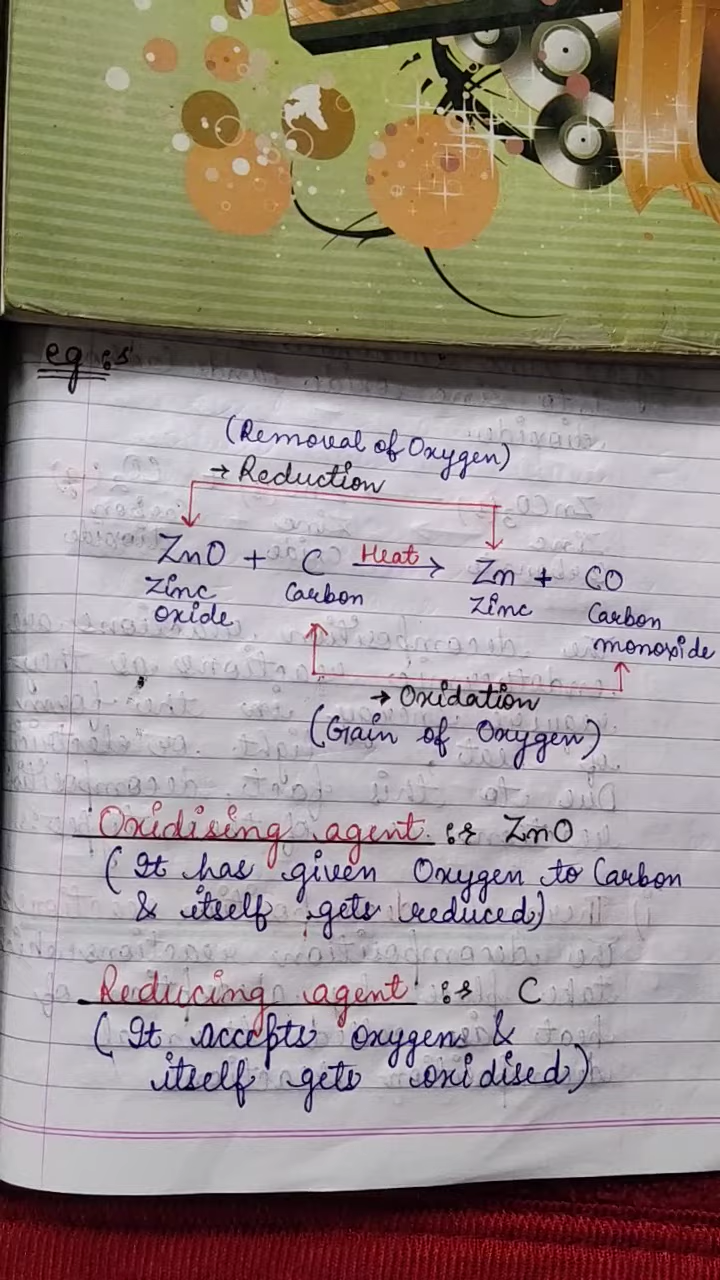 eg :-
(Removal of Oxygen)
→ Reduction
ZnO + C Heat → Zn + CO
Zinc oxide Carbon Zinc Carbon monoxide
→ Oxidation
(Gain of Oxygen)
Oxidising agent :- ZnO
(It has given Oxygen to Carbon
& itself gets reduced)
Reducing agent :- C
(It accepts oxygen &
itself gets oxidised)